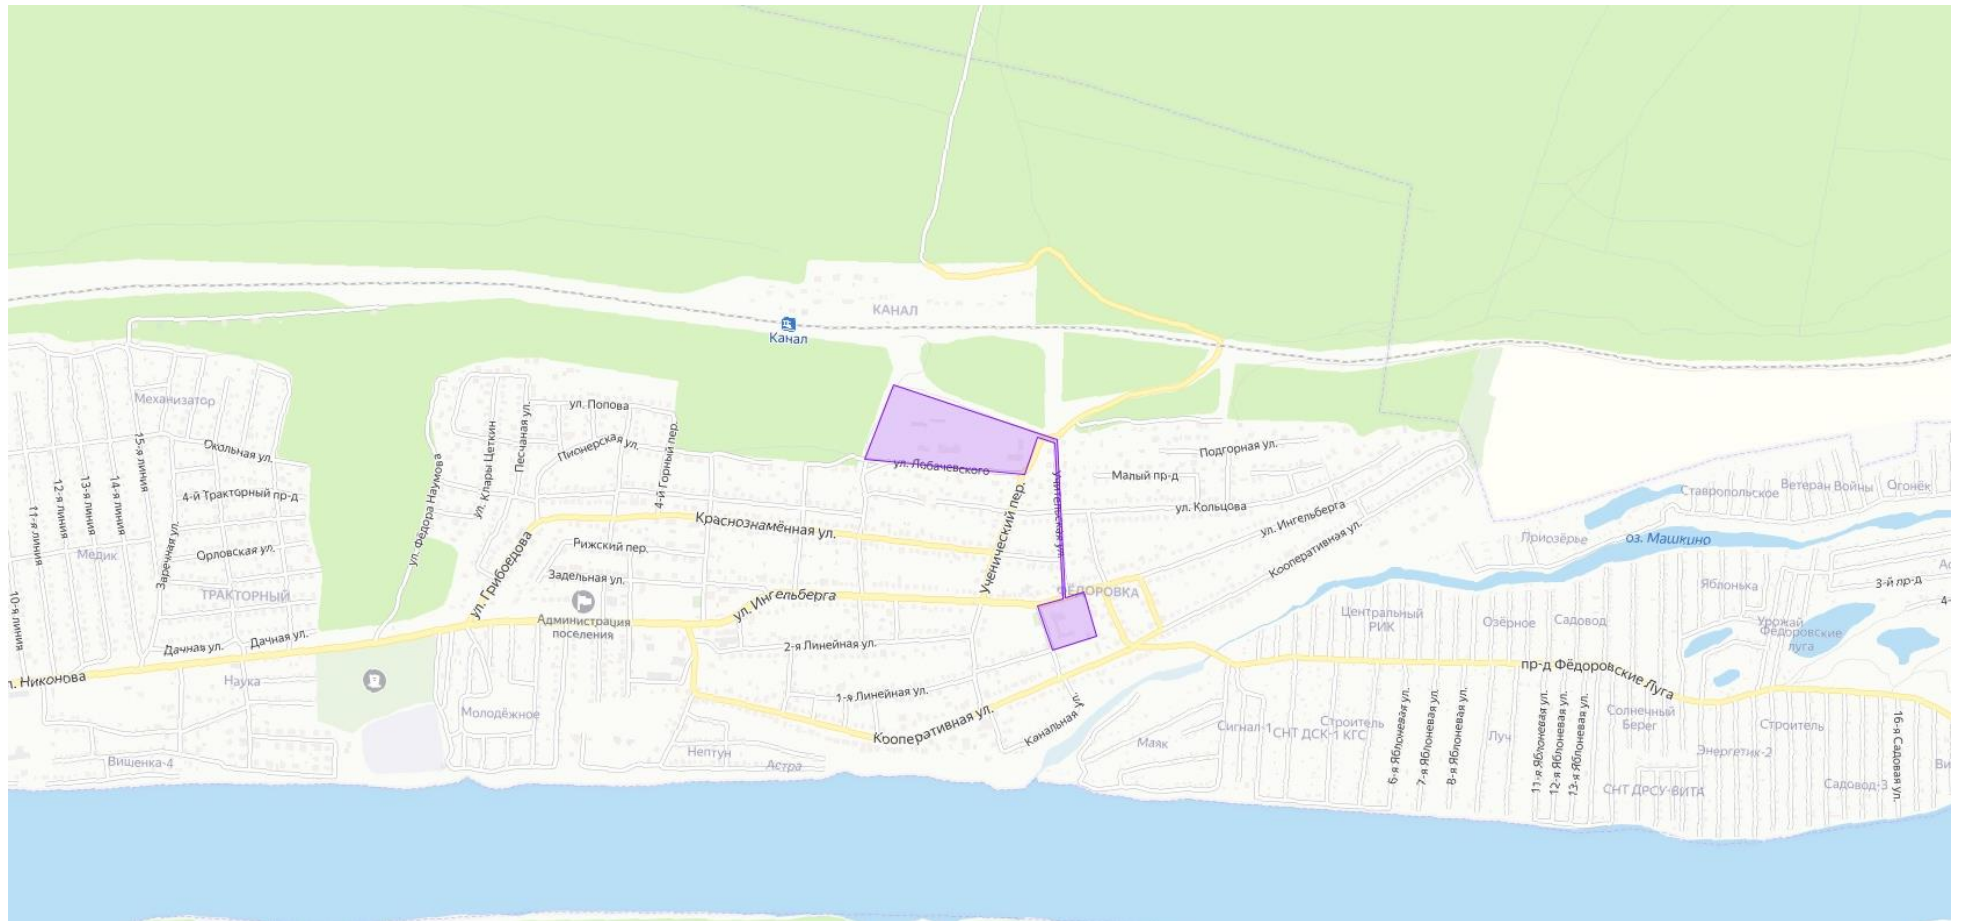 КАНАЛ
Канал
Механизатор
ул. Попова
Пионерская ул.
Песчаная ул.
ул. Клары Цеткин
4-й Горный пер.
ул. Фёдора Наумова
Окольная ул.
15-я линия
14-я линия
13-я линия
12-я линия
11-я линия
10-я линия
4-й Тракторный пр-д
Заречная ул.
Медик
Орловская ул.
ТРАКТОРНЫЙ
ул. Лобачевского
Учительская ул.
Ученический пер.
Подгорная ул.
Малый пр-д
ул. Кольцова
ул. Ингельберга
Кооперативная ул.
Краснознамённая ул.
ул. Грибоедова
Рижский пер.
Задельная ул.
ул. Ингельберга
ФЁДОРОВКА
Администрация
поселения
Дачная ул.
Дачная ул.
л. Никонова
Наука
2-я Линейная ул.
1-я Линейная ул.
Кооперативная ул.
Канальная ул.
Молодёжное
Нептун
Астра
Вишенка-4
Ставропольское
Ветеран Войны
Огонёк
Приозёрье
оз. Машкино
Яблонька
3-й пр-д
4-
Центральный
РИК
Озёрное
Садовод
Урожай
Фёдоровские
луга
пр-д Фёдоровские Луга
Маяк
Сигнал-1
СНТ ДСК-1 КГС
Строитель
6-я Яблоневая ул.
7-я Яблоневая ул.
8-я Яблоневая ул.
Луч
11-я Яблоневая ул.
12-я Яблоневая ул.
13-я Яблоневая ул.
Солнечный
Берег
Строитель
Энергетик-2
16-я Садовая ул.
СНТ ДРСУ-ВИТА
Садовод-3
Ви